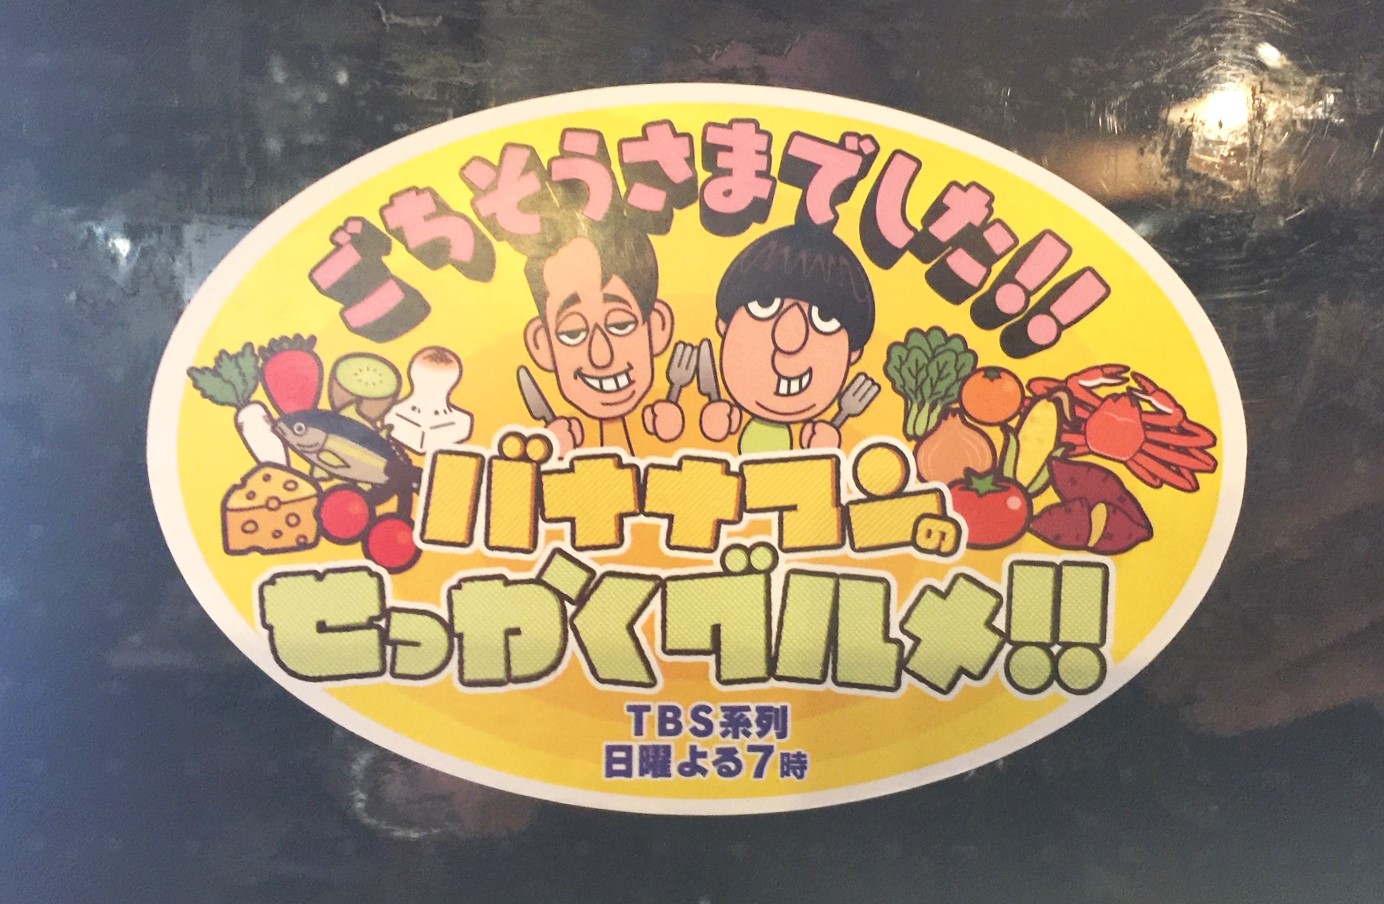 ごちそうさまでした!!
バナナマンの
せっかくグルメ!!
TBS系列
日曜よる7時